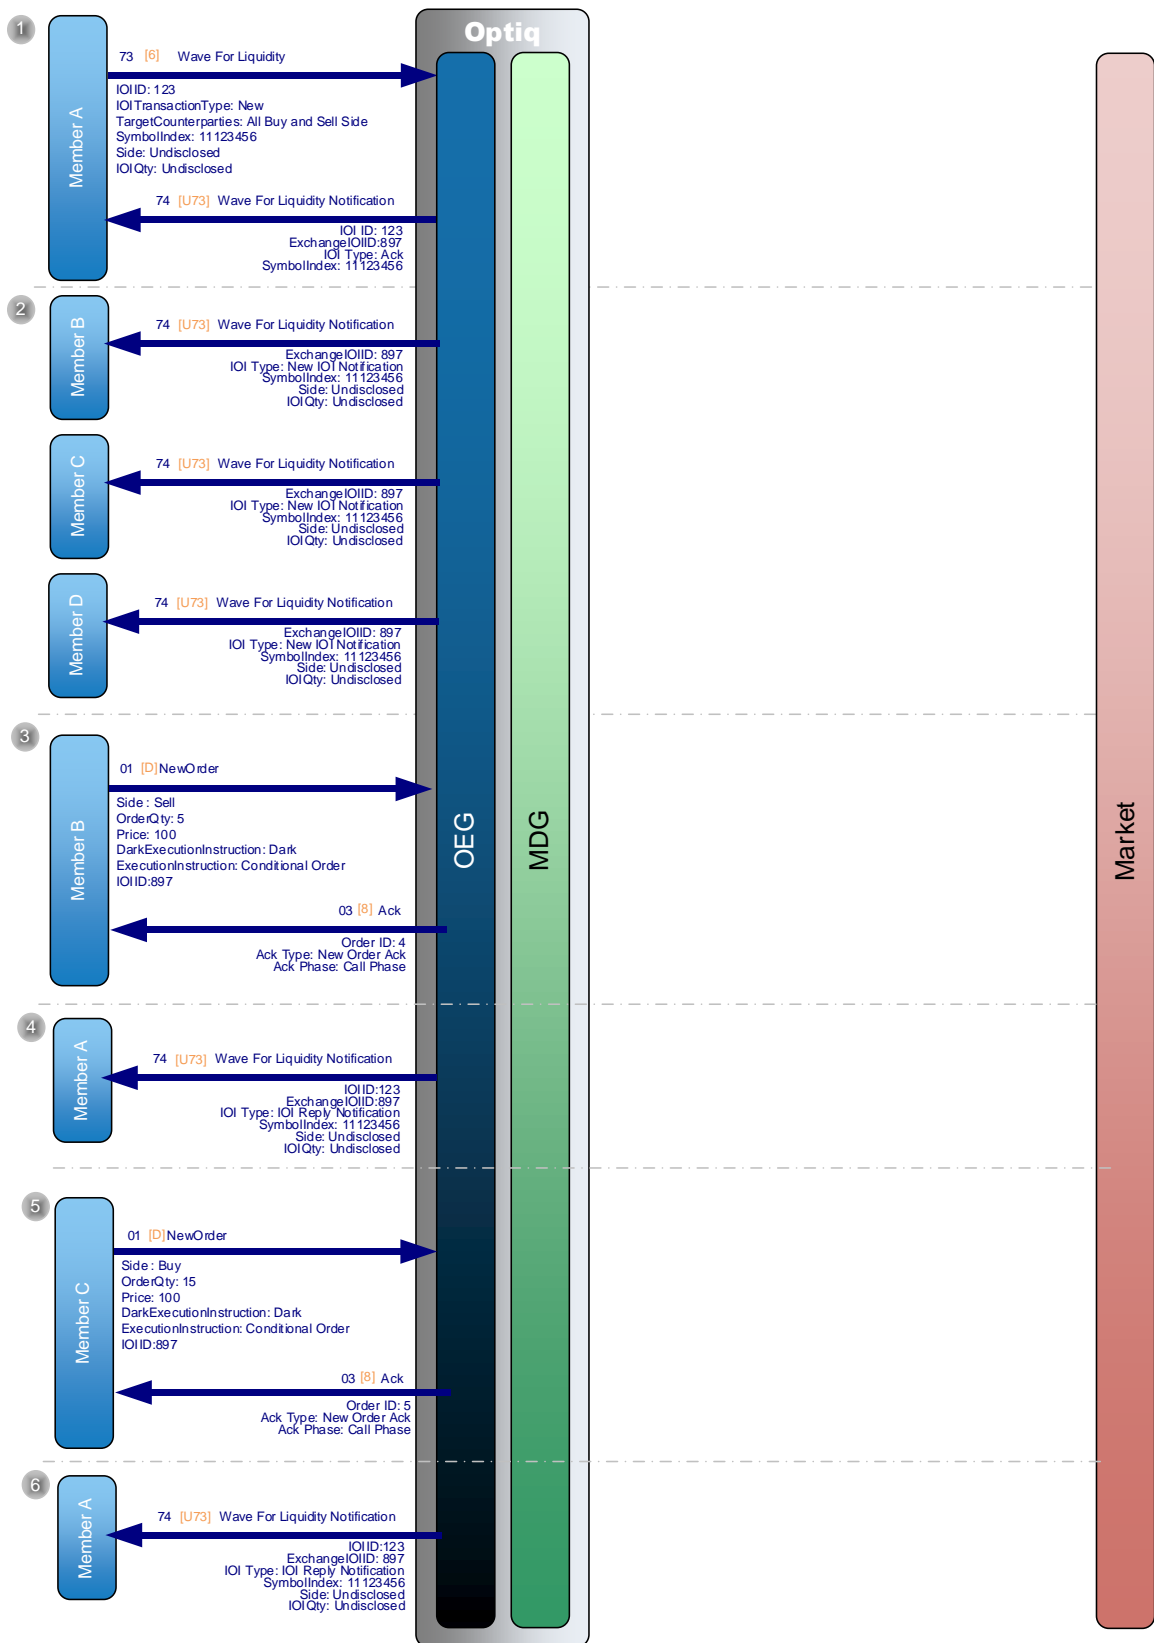 Optiq
1
Member A
73 [6] Wave For Liquidity
IOIID: 123
IOITransactionType: New
TargetCounterparties: All Buy and Sell Side
SymbolIndex: 11123456
Side: Undisclosed
IOIQty: Undisclosed
74 [U73] Wave For Liquidity Notification
IOI ID: 123
ExchangeIOIID:897
IOI Type: Ack
SymbolIndex: 11123456
2
Member B
74 [U73] Wave For Liquidity Notification
ExchangeIOIID: 897
IOI Type: New IOI Notification
SymbolIndex: 11123456
Side: Undisclosed
IOIQty: Undisclosed
Member C
74 [U73] Wave For Liquidity Notification
ExchangeIOIID: 897
IOI Type: New IOI Notification
SymbolIndex: 11123456
Side: Undisclosed
IOIQty: Undisclosed
Member D
74 [U73] Wave For Liquidity Notification
ExchangeIOIID: 897
IOI Type: New IOI Notification
SymbolIndex: 11123456
Side: Undisclosed
IOIQty: Undisclosed
3
Member B
01 [D] NewOrder
Side : Sell
OrderQty: 5
Price: 100
DarkExecutionInstruction: Dark
ExecutionInstruction: Conditional Order
IOIID:897
03 [8] Ack
Order ID: 4
Ack Type: New Order Ack
Ack Phase: Call Phase
OEG
MDG
Market
4
Member A
74 [U73] Wave For Liquidity Notification
IOIID:123
ExchangeIOIID:897
IOI Type: IOI Reply Notification
SymbolIndex: 11123456
Side: Undisclosed
IOIQty: Undisclosed
5
Member C
01 [D] NewOrder
Side : Buy
OrderQty: 15
Price: 100
DarkExecutionInstruction: Dark
ExecutionInstruction: Conditional Order
IOIID:897
03 [8] Ack
Order ID: 5
Ack Type: New Order Ack
Ack Phase: Call Phase
6
Member A
74 [U73] Wave For Liquidity Notification
IOIID:123
ExchangeIOIID: 897
IOI Type: IOI Reply Notification
SymbolIndex: 11123456
Side: Undisclosed
IOIQty: Undisclosed